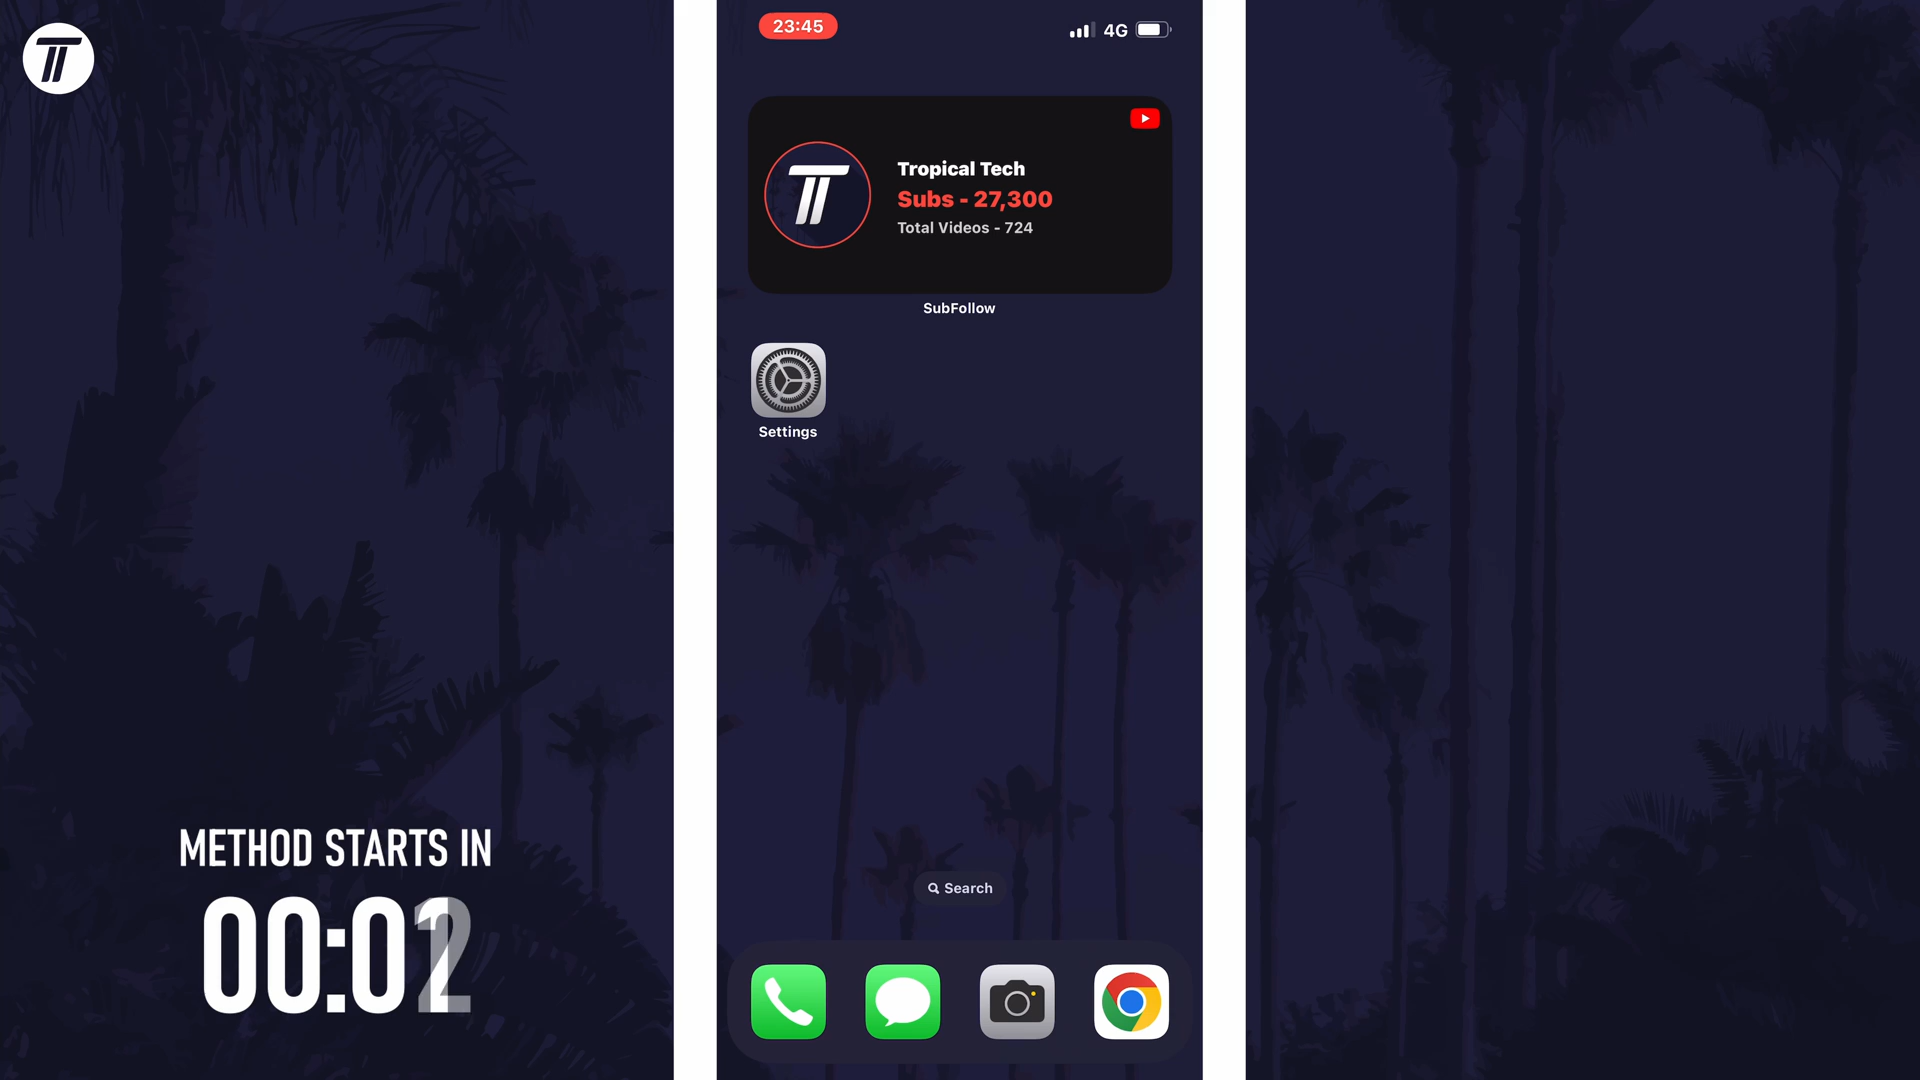 23:45
4G
Tropical Tech
Subs - 27,300
Total Videos - 724
SubFollow
Settings
METHOD STARTS IN
00:02
Search